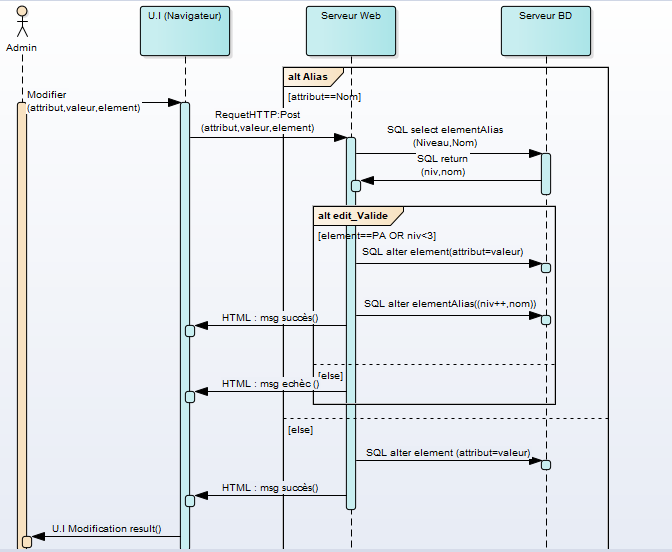 U.I (Navigateur)
Serveur Web
Serveur BD
Admin
alt Alias
[attribut==Nom]
Modifier
(attribut,valeur,element)
RequetHTTP:Post
(attribut,valeur,element)
SQL select elementAlias
(Niveau,Nom)
SQL return
(niv,nom)
alt edit_Valide
[element==PA OR niv<3]
SQL alter element(attribut=valeur)
SQL alter elementAlias((niv++,nom))
HTML : msg succès()
[else]
HTML : msg echèc ()
[else]
SQL alter element (attribut=valeur)
HTML : msg succès()
U.I Modification result()